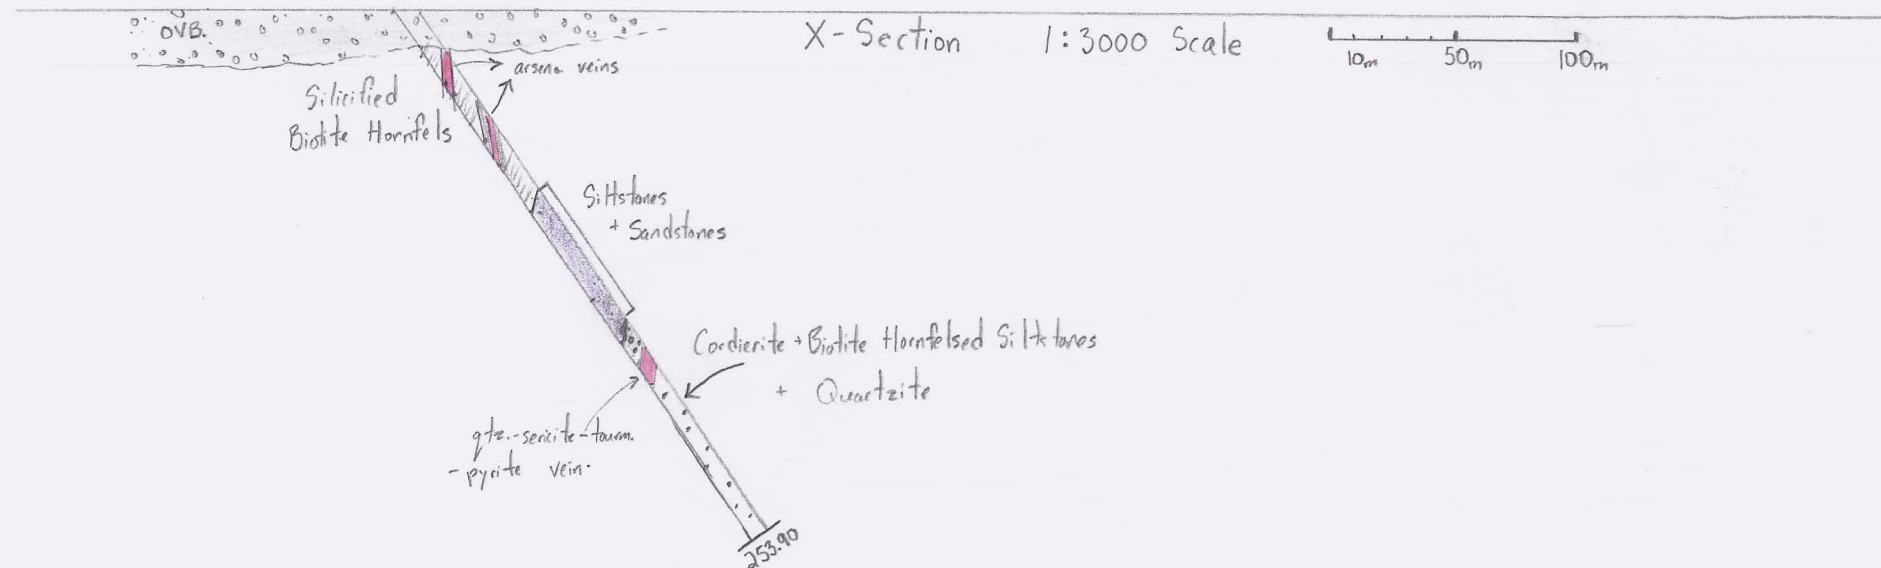 OVB.
X-Section 1:3000 Scale
10m 50m 100m
arseno veins
Silicified
Biotite Hornfels
Siltstones
+ Sandstones
Cordierite + Biotite Hornfelsed Siltstones
+ Quartzite
qtz.-sericite-tourm.
-pyrite vein.
253.90